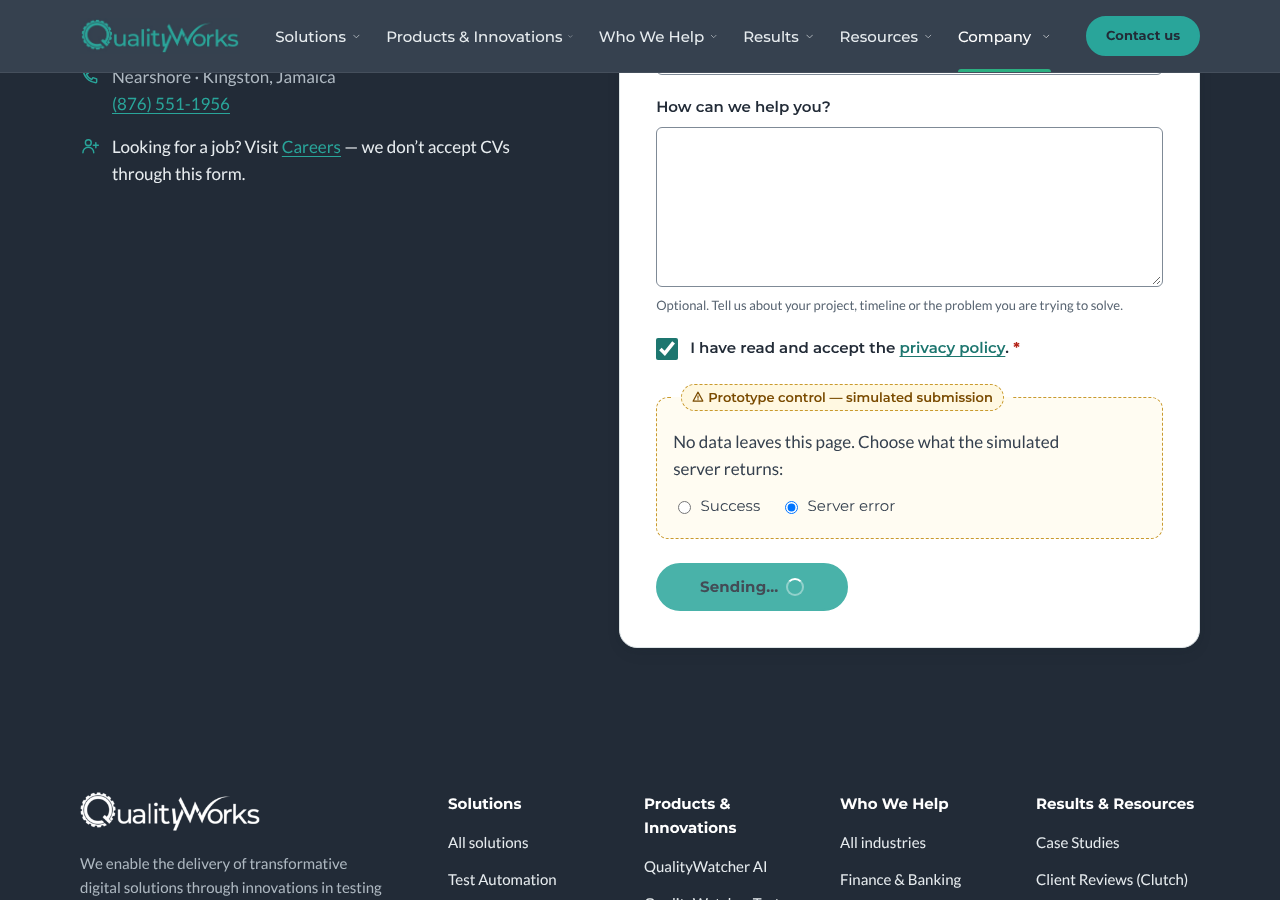 QualityWorks
Solutions
Products & Innovations
Who We Help
Results
Resources
Company
Contact us
Nearshore · Kingston, Jamaica
(876) 551-1956
Looking for a job? Visit Careers — we don’t accept CVs
through this form.
How can we help you?
Optional. Tell us about your project, timeline or the problem you are trying to solve.
I have read and accept the privacy policy. *
Prototype control — simulated submission
No data leaves this page. Choose what the simulated
server returns:
Success
Server error
Sending…
QualityWorks
We enable the delivery of transformative
digital solutions through innovations in testing
Solutions
All solutions
Test Automation
Products &
Innovations
QualityWatcher AI
Who We Help
All industries
Finance & Banking
Results & Resources
Case Studies
Client Reviews (Clutch)